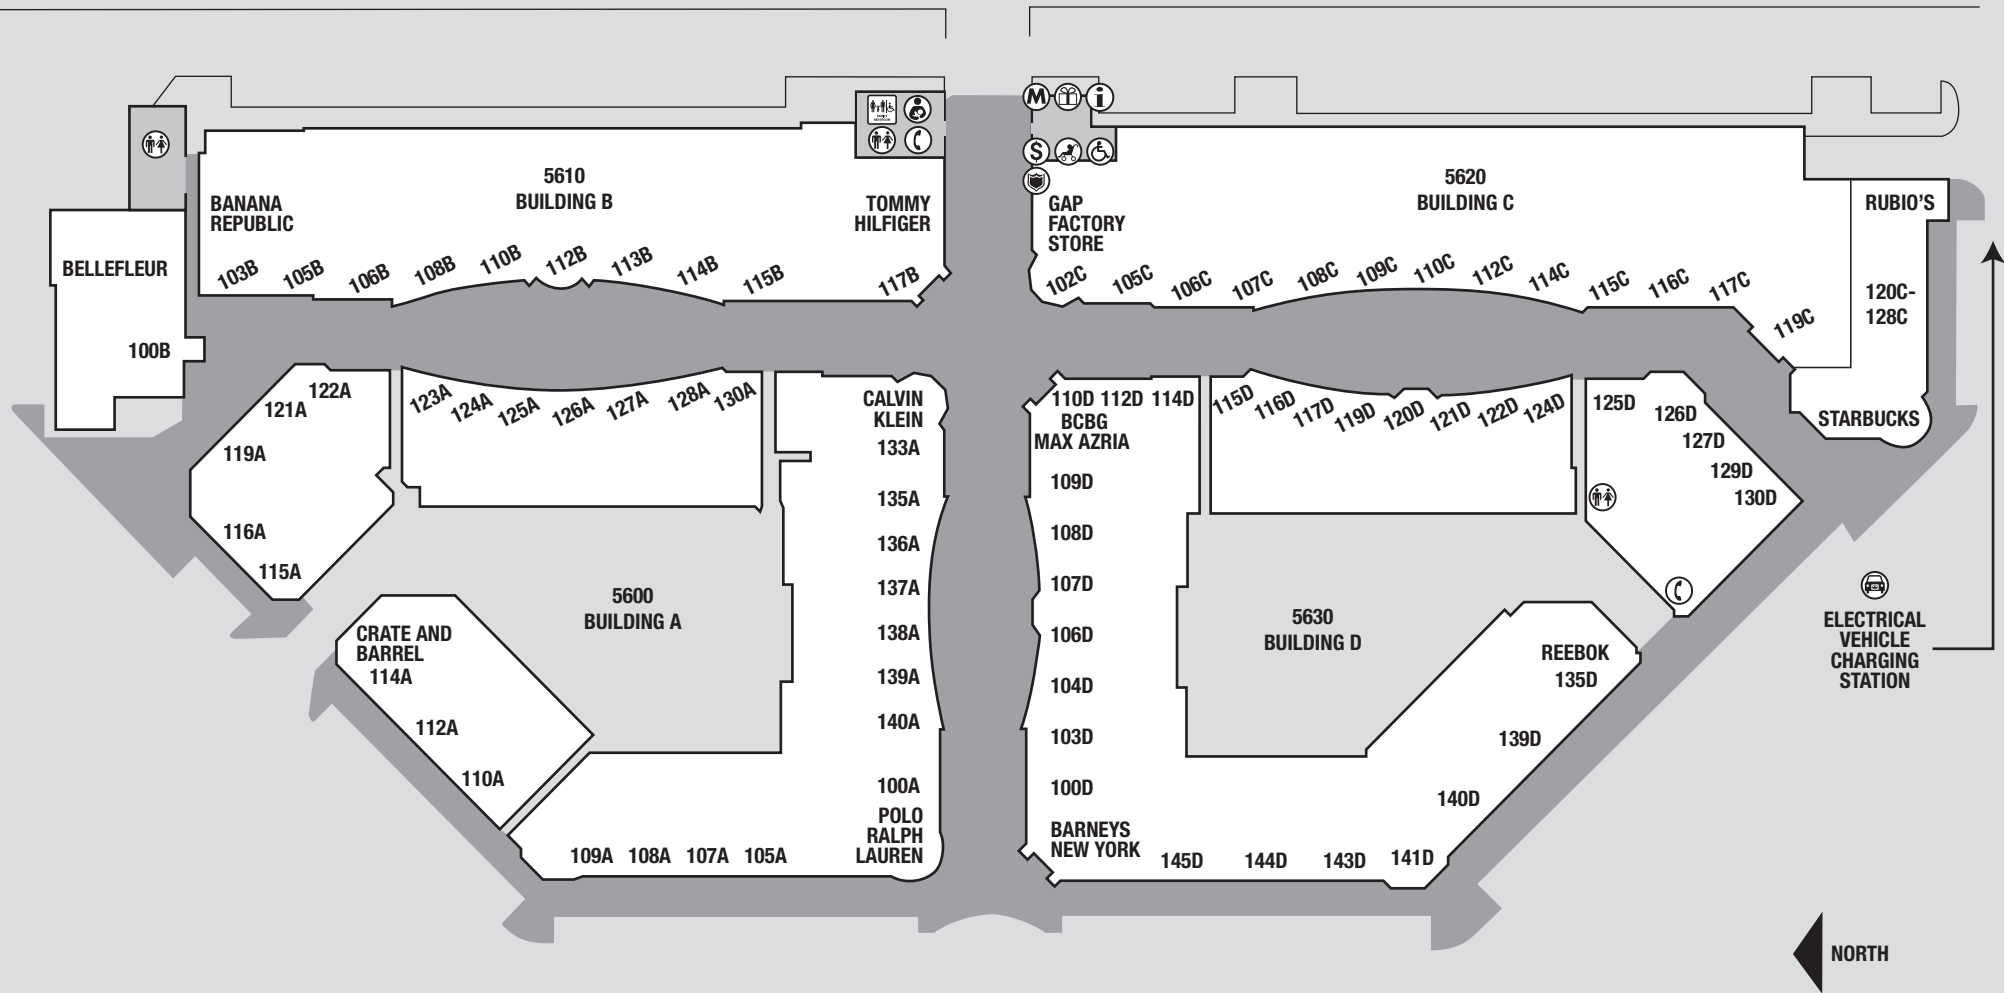 M
i
$
5610
BUILDING B
BANANA
REPUBLIC
TOMMY
HILFIGER
103B
105B
106B
108B
110B
112B
113B
114B
115B
117B
BELLEFLEUR
100B
5620
BUILDING C
GAP
FACTORY
STORE
102C
105C
106C
107C
108C
109C
110C
112C
114C
115C
116C
117C
119C
RUBIO'S
120C-
128C
STARBUCKS
122A
121A
119A
116A
115A
123A
124A
125A
126A
127A
128A
130A
CALVIN
KLEIN
133A
135A
136A
137A
138A
139A
140A
100A
POLO
RALPH
LAUREN
5600
BUILDING A
CRATE AND
BARREL
114A
112A
110A
109A
108A
107A
105A
110D
112D
114D
BCBG
MAX AZRIA
109D
108D
107D
106D
104D
103D
100D
BARNEYS
NEW YORK
115D
116D
117D
119D
120D
121D
122D
124D
125D
126D
127D
129D
130D
5630
BUILDING D
REEBOK
135D
139D
140D
141D
143D
144D
145D
ELECTRICAL
VEHICLE
CHARGING
STATION
NORTH